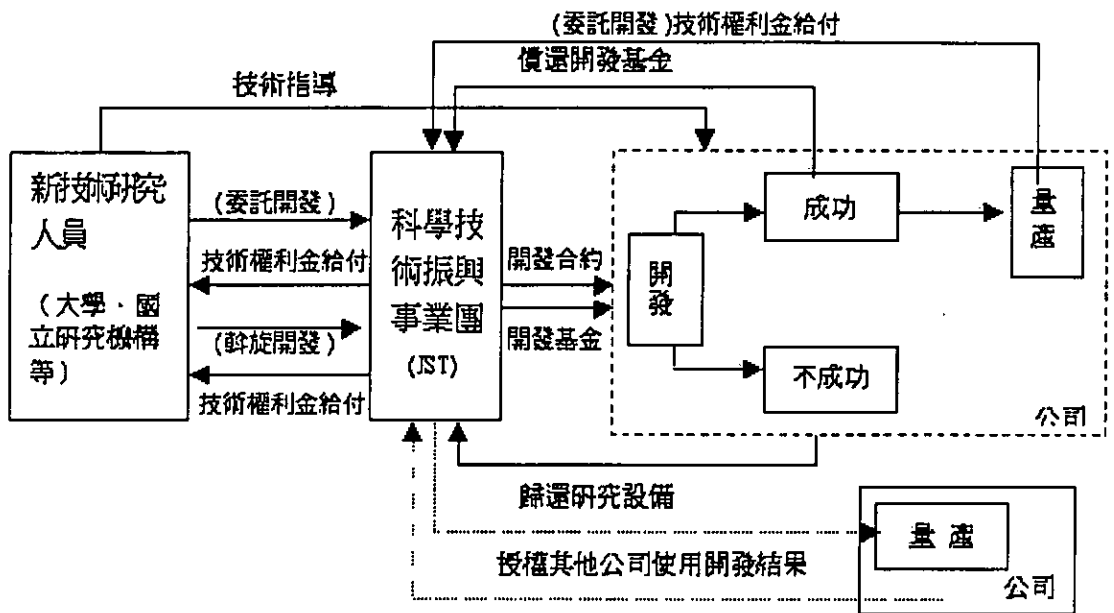 (委託開發)技術權利金給付
償還開發基金
技術指導
新技術研究
人員
(大學、國
立研究機構
等)
(委託開發)
技術權利金給付
(斡旋開發)
技術權利金給付
科學技
術振興
事業團
(JST)
開發合約
開發基金
開
發
成功
不成功
量
產
公司
歸還研究設備
量產
授權其他公司使用開發結果
公司